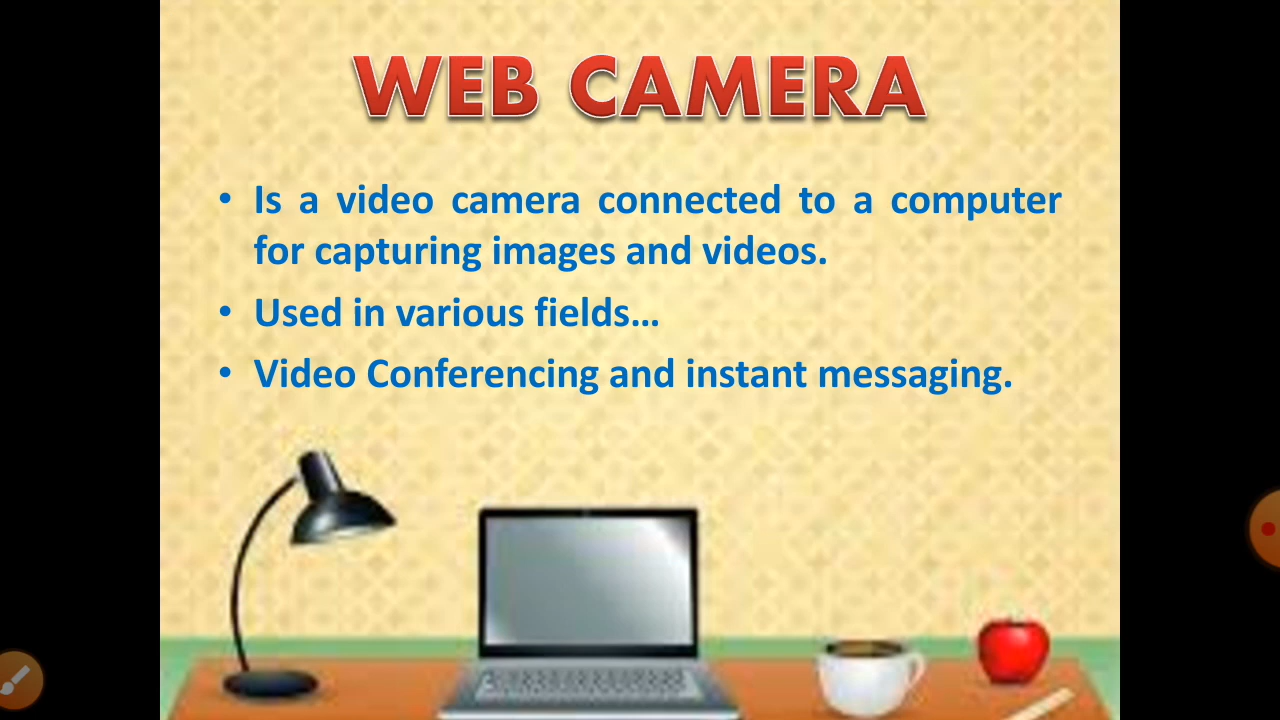 WEB CAMERA
• Is a video camera connected to a computer
for capturing images and videos.
• Used in various fields…
• Video Conferencing and instant messaging.